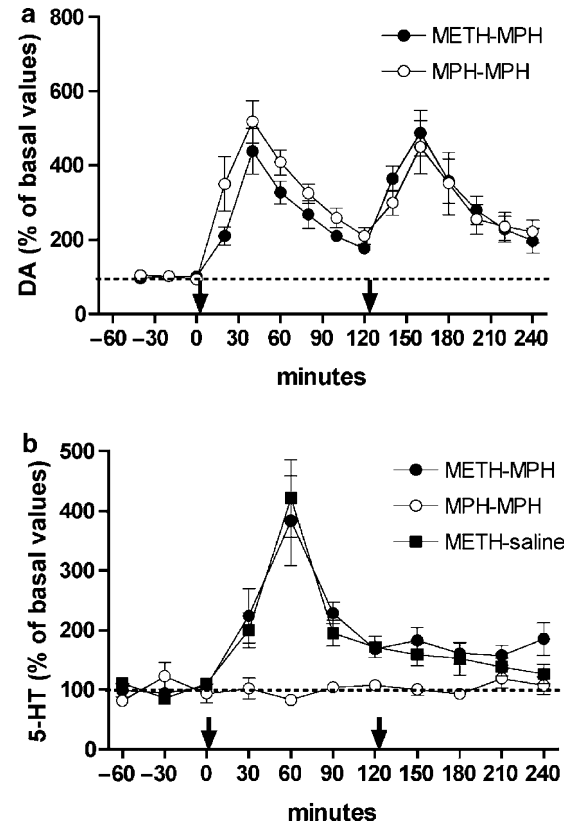 a
800
600
400
200
0
DA (% of basal values)
METH-MPH
MPH-MPH
−60 −30 0 30 60 90 120 150 180 210 240
minutes
b
500
400
300
200
100
0
5-HT (% of basal values)
METH-MPH
MPH-MPH
METH-saline
−60 −30 0 30 60 90 120 150 180 210 240
minutes